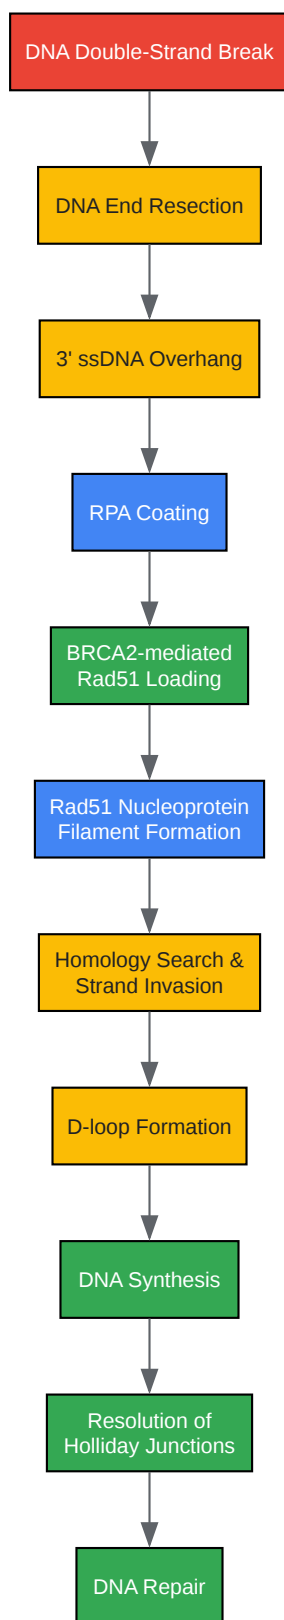 DNA Double-Strand Break
DNA End Resection
3' ssDNA Overhang
RPA Coating
BRCA2-mediated
Rad51 Loading
Rad51 Nucleoprotein
Filament Formation
Homology Search &
Strand Invasion
D-loop Formation
DNA Synthesis
Resolution of
Holliday Junctions
DNA Repair